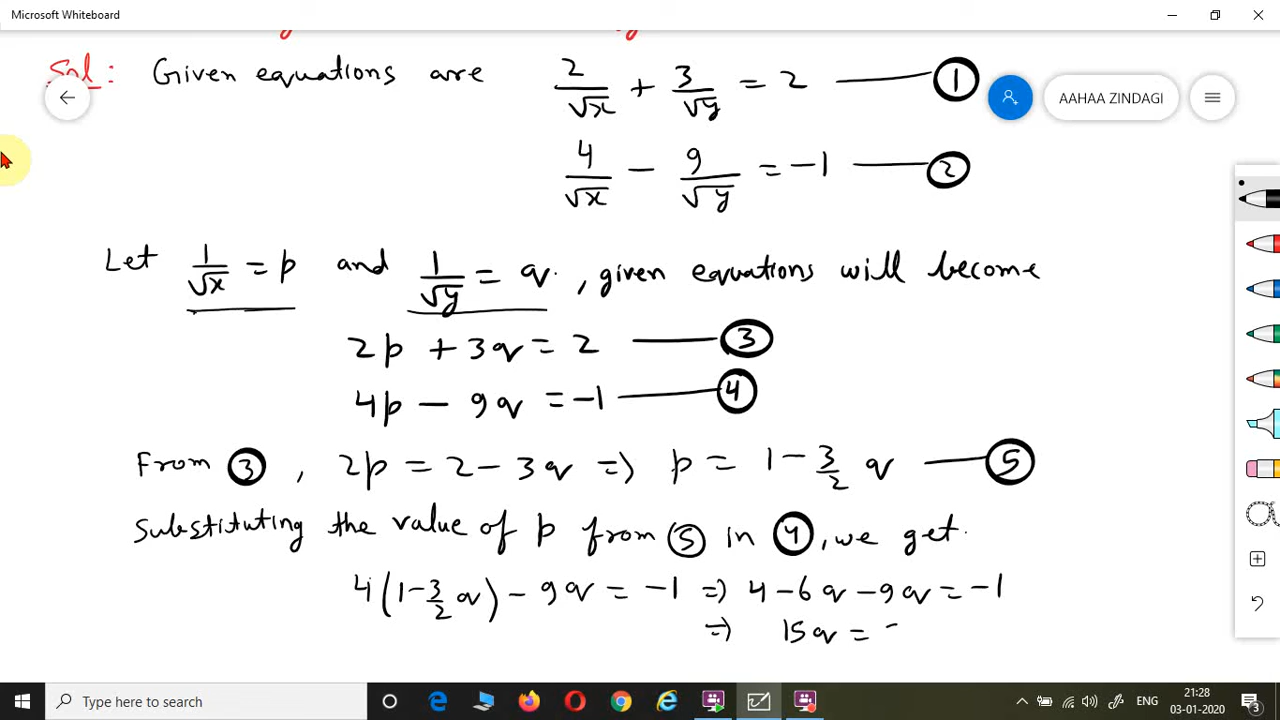 Microsoft Whiteboard
Sol: Given equations are 2/√x + 3/√y = 2 —— 1
AAHAA ZINDAGI
4/√x − 9/√y = −1 —— 2
Let 1/√x = p and 1/√y = q, given equations will become
2p + 3q = 2 —— 3
4p − 9q = −1 —— 4
From 3, 2p = 2 − 3q ⇒ p = 1 − 3/2 q —— 5
Substituting the value of p from 5 in 4, we get.
4(1 − 3/2 q) − 9q = −1 ⇒ 4 − 6q − 9q = −1
⇒ 15q =
Type here to search
ENG
21:28
03-01-2020
3